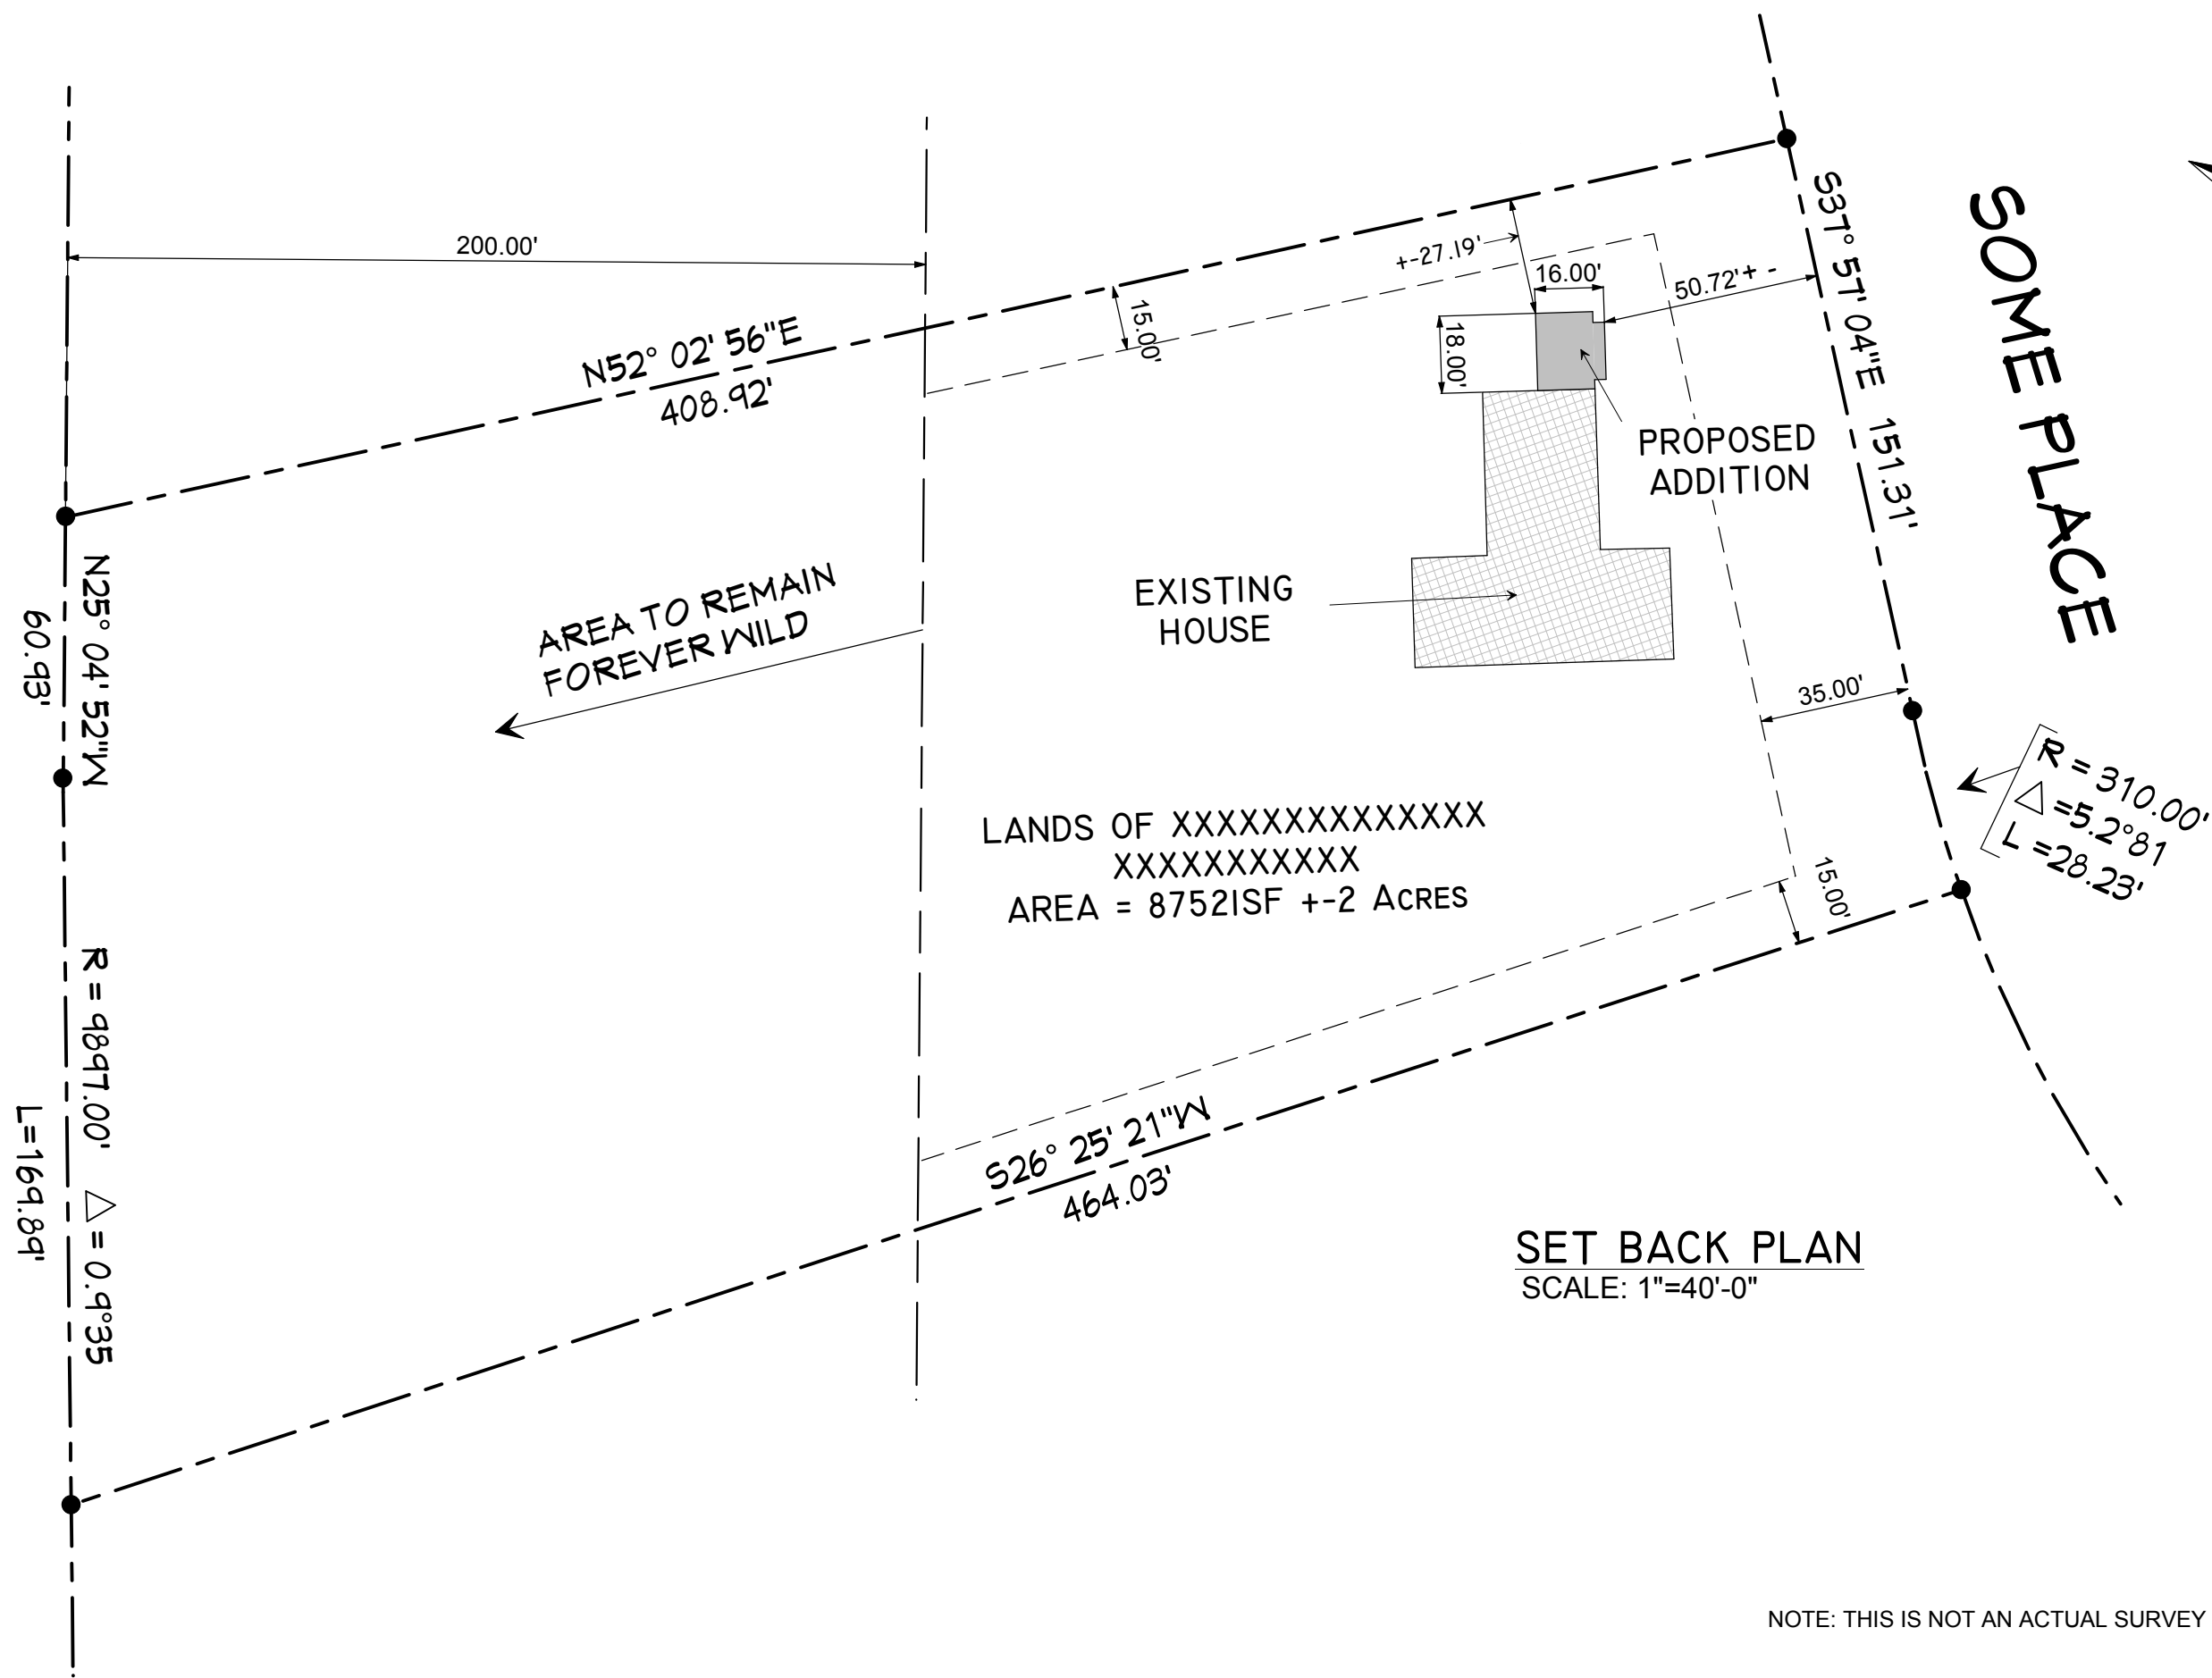 200.00'
N52° 02' 56"E
408.92'
15.00'
+-27.19'
16.00'
18.00'
50.72'+ -
S37° 57' 04"E 151.31'
SOME PLACE
PROPOSED
ADDITION
EXISTING
HOUSE
AREA TO REMAIN
FOREVER WILD
N25° 04' 52"W
60.93'
35.00'
R = 310.00'
△ =5.2°81
L =28.23'
LANDS OF XXXXXXXXXXXXXX
XXXXXXXXXXX
AREA = 87521SF +-2 ACRES
15.00'
R = 9897.00' △ = 0.9°35
L=169.89'
S26° 25' 21"W
464.03'
SET BACK PLAN
SCALE: 1"=40'-0"
NOTE: THIS IS NOT AN ACTUAL SURVEY